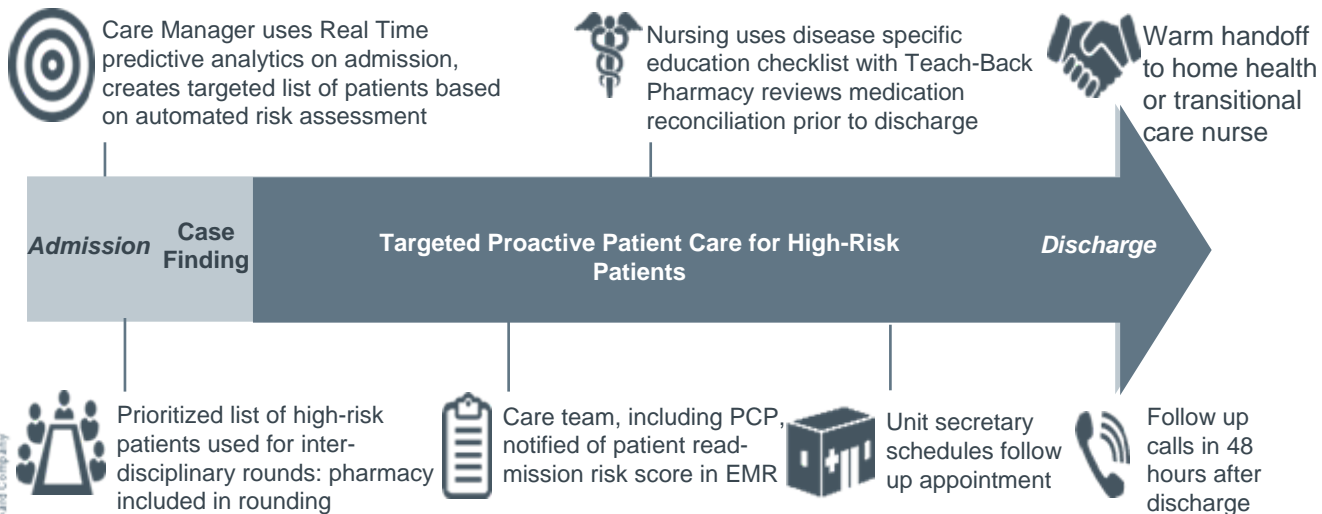 Care Manager uses Real Time
predictive analytics on admission,
creates targeted list of patients based
on automated risk assessment
Nursing uses disease specific
education checklist with Teach-Back
Pharmacy reviews medication
reconciliation prior to discharge
Warm handoff
to home health
or transitional
care nurse
Admission
Case
Finding
Targeted Proactive Patient Care for High-Risk
Patients
Discharge
Prioritized list of high-risk
patients used for inter-
disciplinary rounds: pharmacy
included in rounding
Care team, including PCP,
notified of patient read-
mission risk score in EMR
Unit secretary
schedules follow
up appointment
Follow up
calls in 48
hours after
discharge
Company